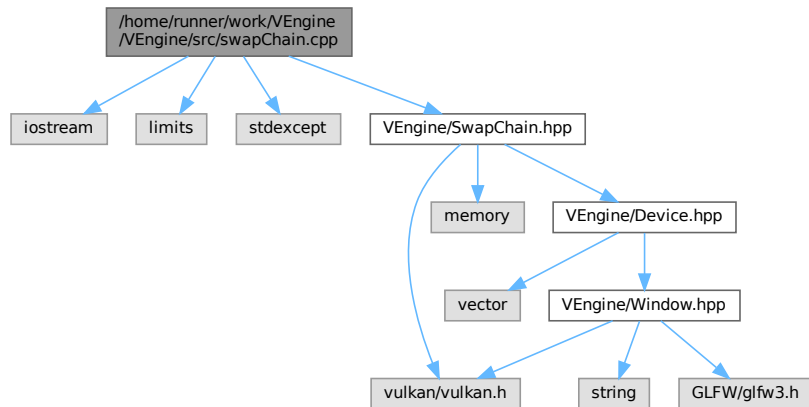 /home/runner/work/VEngine
/VEngine/src/swapChain.cpp
iostream
limits
stdexcept
VEngine/SwapChain.hpp
memory
VEngine/Device.hpp
vector
VEngine/Window.hpp
vulkan/vulkan.h
string
GLFW/glfw3.h